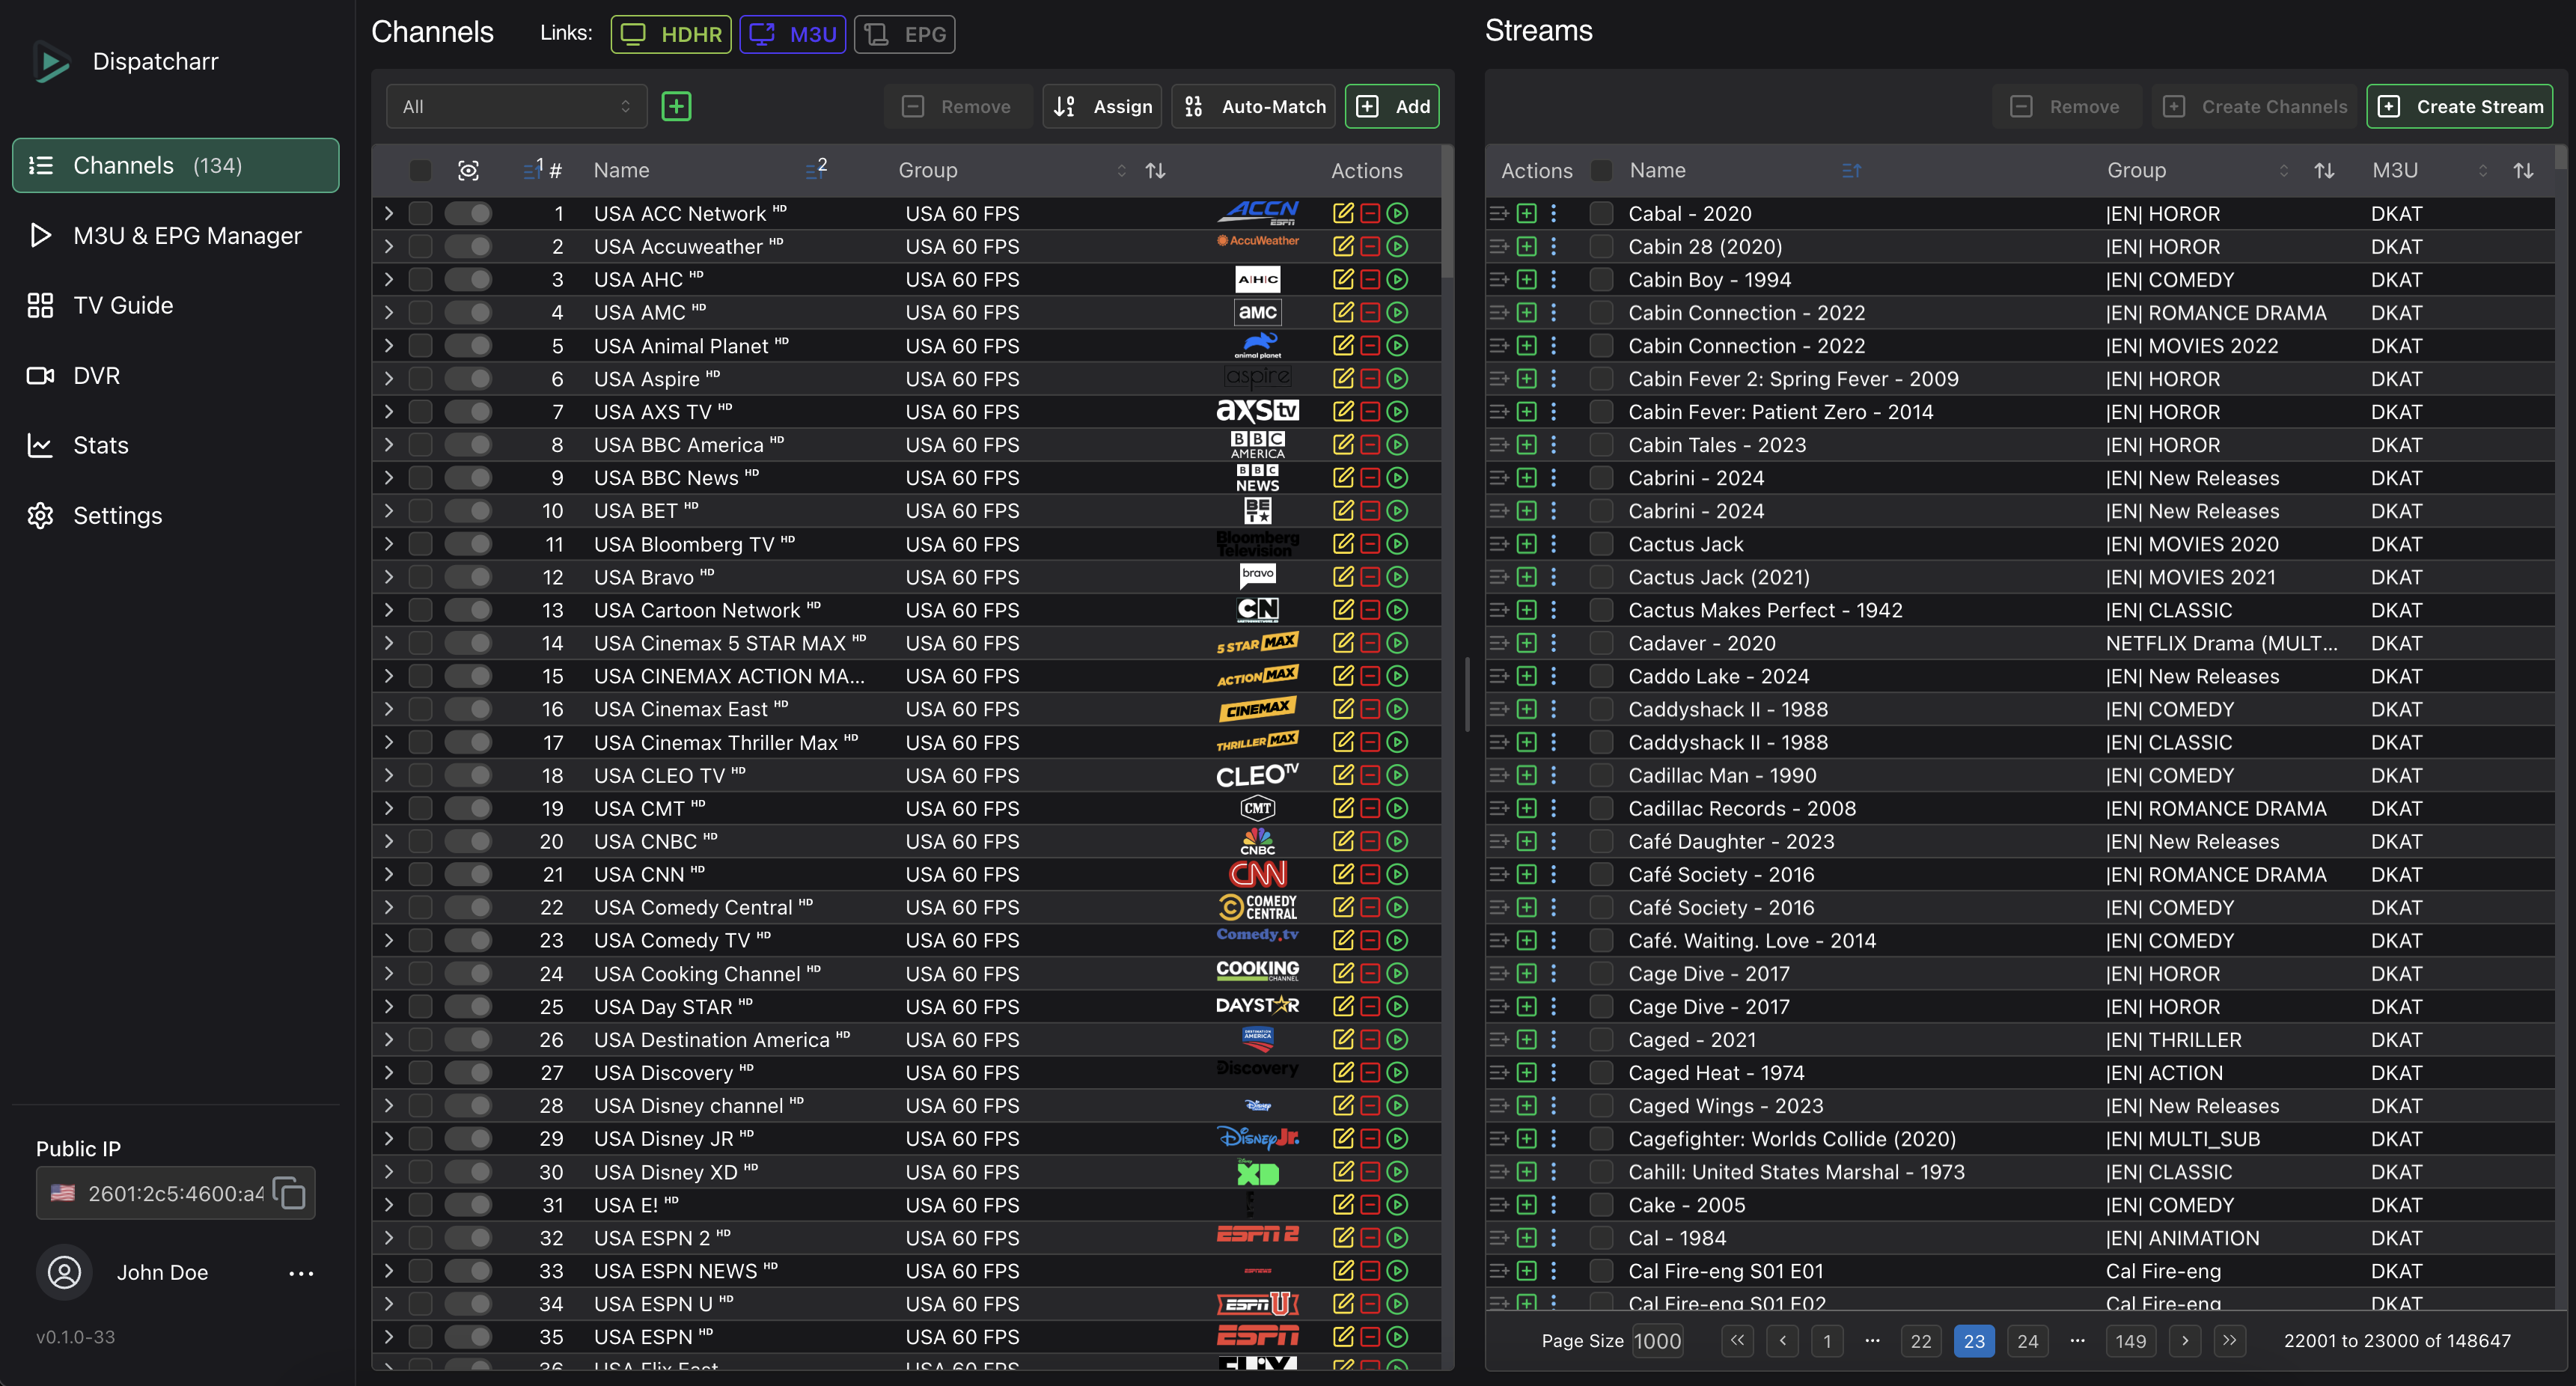 Dispatcharr
Channels (134)
M3U & EPG Manager
TV Guide
DVR
Stats
Settings
Public IP
2601:2c5:4600:a4
John Doe
v0.1.0-33
Channels Links: HDHR M3U EPG
All Remove Assign Auto-Match Add
1 # Name 2 Group Actions
1 USA ACC Network ᴴᴰ USA 60 FPS ACCN ESPN
2 USA Accuweather ᴴᴰ USA 60 FPS AccuWeather
3 USA AHC ᴴᴰ USA 60 FPS A|H|C
4 USA AMC ᴴᴰ USA 60 FPS aMC
5 USA Animal Planet ᴴᴰ USA 60 FPS animal planet
6 USA Aspire ᴴᴰ USA 60 FPS aspire
7 USA AXS TV ᴴᴰ USA 60 FPS axs tv
8 USA BBC America ᴴᴰ USA 60 FPS BBC AMERICA
9 USA BBC News ᴴᴰ USA 60 FPS BBC NEWS
10 USA BET ᴴᴰ USA 60 FPS BET★
11 USA Bloomberg TV ᴴᴰ USA 60 FPS Bloomberg Television
12 USA Bravo ᴴᴰ USA 60 FPS bravo
13 USA Cartoon Network ᴴᴰ USA 60 FPS CN
14 USA Cinemax 5 STAR MAX ᴴᴰ USA 60 FPS 5 STAR MAX
15 USA CINEMAX ACTION MA... USA 60 FPS ACTION MAX
16 USA Cinemax East ᴴᴰ USA 60 FPS CINEMAX
17 USA Cinemax Thriller Max ᴴᴰ USA 60 FPS THRILLER MAX
18 USA CLEO TV ᴴᴰ USA 60 FPS CLEO TV
19 USA CMT ᴴᴰ USA 60 FPS CMT
20 USA CNBC ᴴᴰ USA 60 FPS CNBC
21 USA CNN ᴴᴰ USA 60 FPS CNN
22 USA Comedy Central ᴴᴰ USA 60 FPS COMEDY CENTRAL
23 USA Comedy TV ᴴᴰ USA 60 FPS Comedy.tv
24 USA Cooking Channel ᴴᴰ USA 60 FPS COOKING CHANNEL
25 USA Day STAR ᴴᴰ USA 60 FPS DAYSTAR
26 USA Destination America ᴴᴰ USA 60 FPS DESTINATION AMERICA
27 USA Discovery ᴴᴰ USA 60 FPS Discovery
28 USA Disney channel ᴴᴰ USA 60 FPS Disney
29 USA Disney JR ᴴᴰ USA 60 FPS Disney Jr.
30 USA Disney XD ᴴᴰ USA 60 FPS XD
31 USA E! ᴴᴰ USA 60 FPS
32 USA ESPN 2 ᴴᴰ USA 60 FPS ESPN 2
33 USA ESPN NEWS ᴴᴰ USA 60 FPS
34 USA ESPN U ᴴᴰ USA 60 FPS ESPN U
35 USA ESPN ᴴᴰ USA 60 FPS ESPN
36 USA Flix East FLiX
Streams
Remove Create Channels Create Stream
Actions Name Group M3U
Cabal - 2020 |EN| HOROR DKAT
Cabin 28 (2020) |EN| HOROR DKAT
Cabin Boy - 1994 |EN| COMEDY DKAT
Cabin Connection - 2022 |EN| ROMANCE DRAMA DKAT
Cabin Connection - 2022 |EN| MOVIES 2022 DKAT
Cabin Fever 2: Spring Fever - 2009 |EN| HOROR DKAT
Cabin Fever: Patient Zero - 2014 |EN| HOROR DKAT
Cabin Tales - 2023 |EN| HOROR DKAT
Cabrini - 2024 |EN| New Releases DKAT
Cabrini - 2024 |EN| New Releases DKAT
Cactus Jack |EN| MOVIES 2020 DKAT
Cactus Jack (2021) |EN| MOVIES 2021 DKAT
Cactus Makes Perfect - 1942 |EN| CLASSIC DKAT
Cadaver - 2020 NETFLIX Drama (MULT... DKAT
Caddo Lake - 2024 |EN| New Releases DKAT
Caddyshack II - 1988 |EN| COMEDY DKAT
Caddyshack II - 1988 |EN| CLASSIC DKAT
Cadillac Man - 1990 |EN| COMEDY DKAT
Cadillac Records - 2008 |EN| ROMANCE DRAMA DKAT
Café Daughter - 2023 |EN| New Releases DKAT
Café Society - 2016 |EN| ROMANCE DRAMA DKAT
Café Society - 2016 |EN| COMEDY DKAT
Café. Waiting. Love - 2014 |EN| COMEDY DKAT
Cage Dive - 2017 |EN| HOROR DKAT
Cage Dive - 2017 |EN| HOROR DKAT
Caged - 2021 |EN| THRILLER DKAT
Caged Heat - 1974 |EN| ACTION DKAT
Caged Wings - 2023 |EN| New Releases DKAT
Cagefighter: Worlds Collide (2020) |EN| MULTI_SUB DKAT
Cahill: United States Marshal - 1973 |EN| CLASSIC DKAT
Cake - 2005 |EN| COMEDY DKAT
Cal - 1984 |EN| ANIMATION DKAT
Cal Fire-eng S01 E01 Cal Fire-eng DKAT
Cal Fire-eng S01 E02 Cal Fire-eng DKAT
Page Size 1000 << < 1 ... 22 23 24 ... 149 > >> 22001 to 23000 of 148647